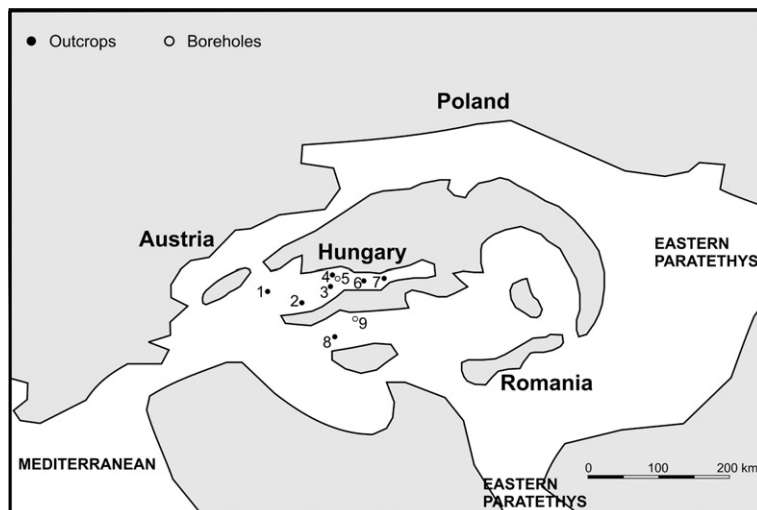 Outcrops
Boreholes
Poland
Austria
Hungary
EASTERN
PARATETHYS
4
5
6
7
1
3
2
9
8
Romania
MEDITERRANEAN
0 100 200 km
EASTERN
PARATETHYS